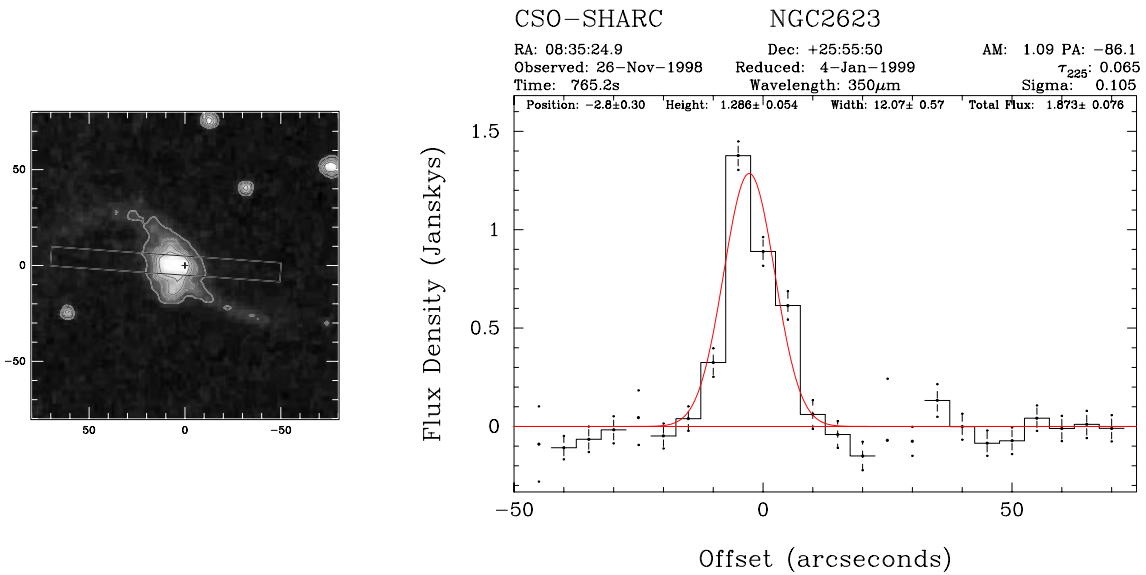 CSO-SHARC NGC2623
RA: 08:35:24.9 Dec: +25:55:50 AM: 1.09 PA: -86.1
Observed: 26-Nov-1998 Reduced: 4-Jan-1999 τ225: 0.065
Time: 765.2s Wavelength: 350μm Sigma: 0.105
Position: -2.8±0.30 Height: 1.286± 0.054 Width: 12.07± 0.57 Total Flux: 1.873± 0.076
50
0
-50
50 0 -50
Flux Density (Janskys)
1.5
1
0.5
0
-50 0 50
Offset (arcseconds)